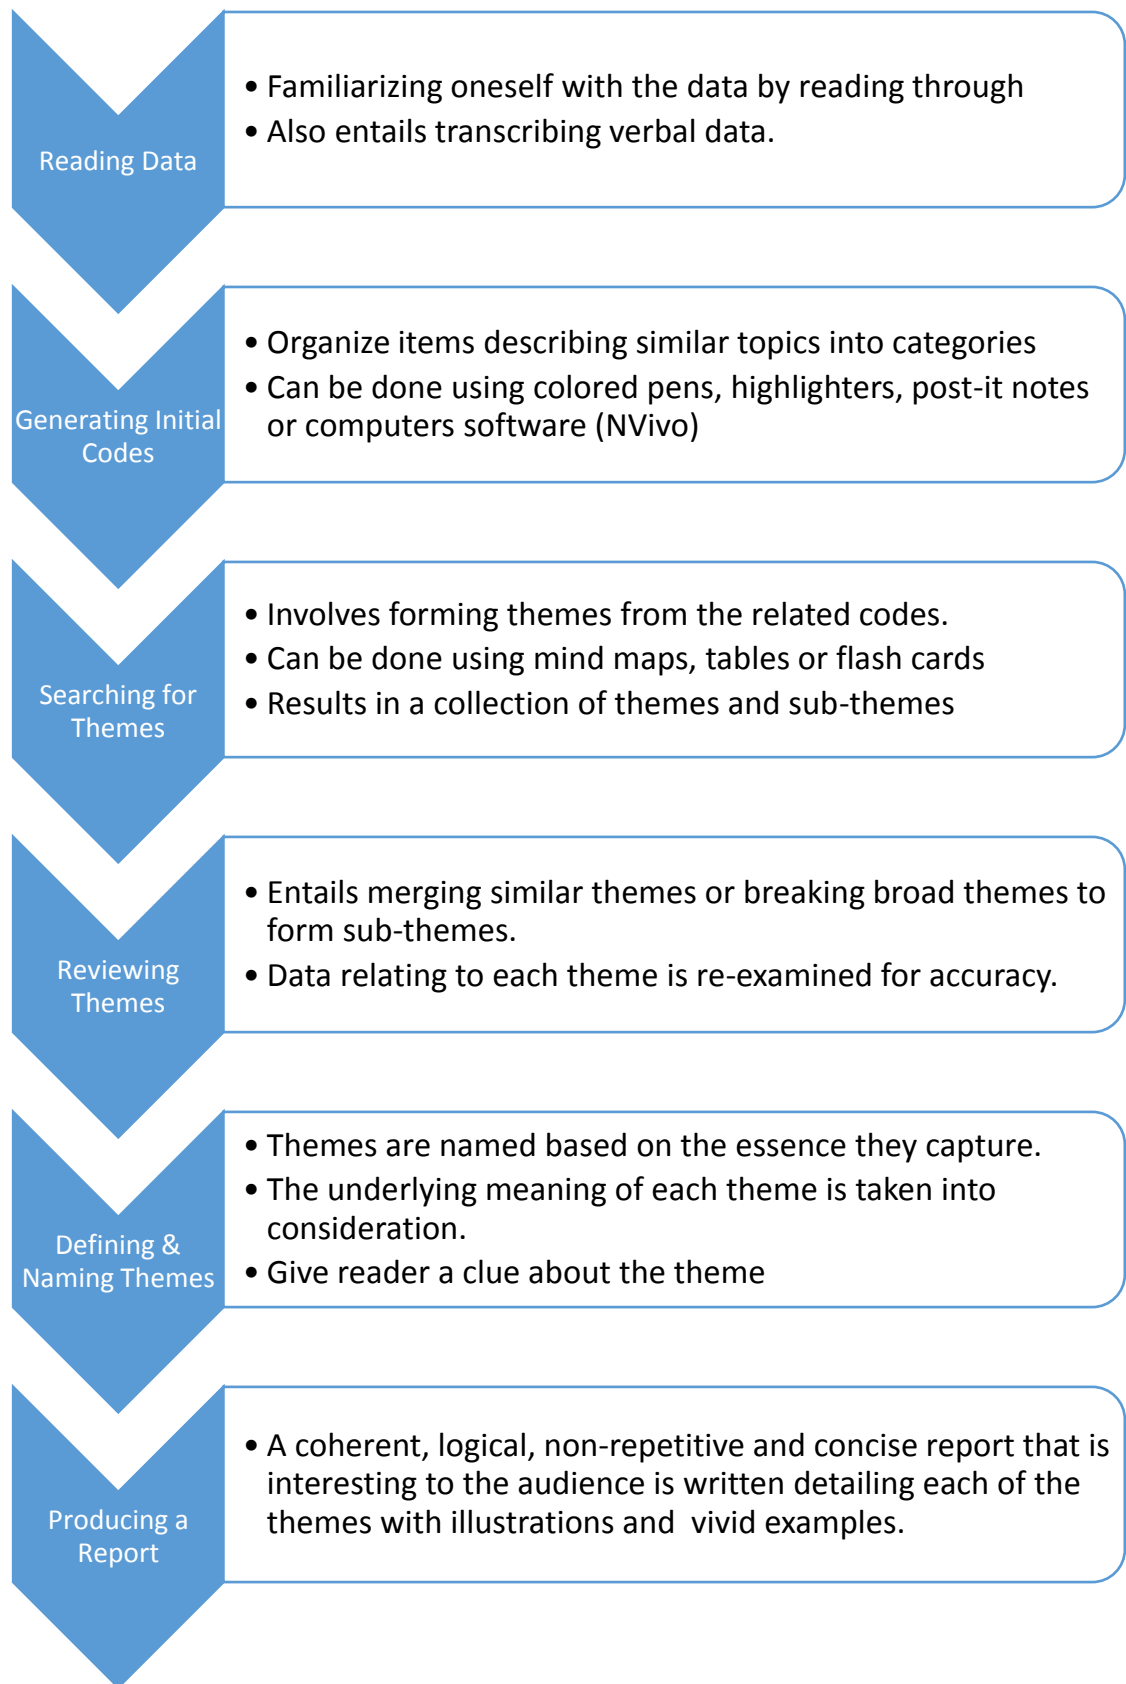 Reading Data
• Familiarizing oneself with the data by reading through
• Also entails transcribing verbal data.
Generating Initial
Codes
• Organize items describing similar topics into categories
• Can be done using colored pens, highlighters, post-it notes
or computers software (NVivo)
Searching for
Themes
• Involves forming themes from the related codes.
• Can be done using mind maps, tables or flash cards
• Results in a collection of themes and sub-themes
Reviewing
Themes
• Entails merging similar themes or breaking broad themes to
form sub-themes.
• Data relating to each theme is re-examined for accuracy.
Defining &
Naming Themes
• Themes are named based on the essence they capture.
• The underlying meaning of each theme is taken into
consideration.
• Give reader a clue about the theme
Producing a
Report
• A coherent, logical, non-repetitive and concise report that is
interesting to the audience is written detailing each of the
themes with illustrations and  vivid examples.